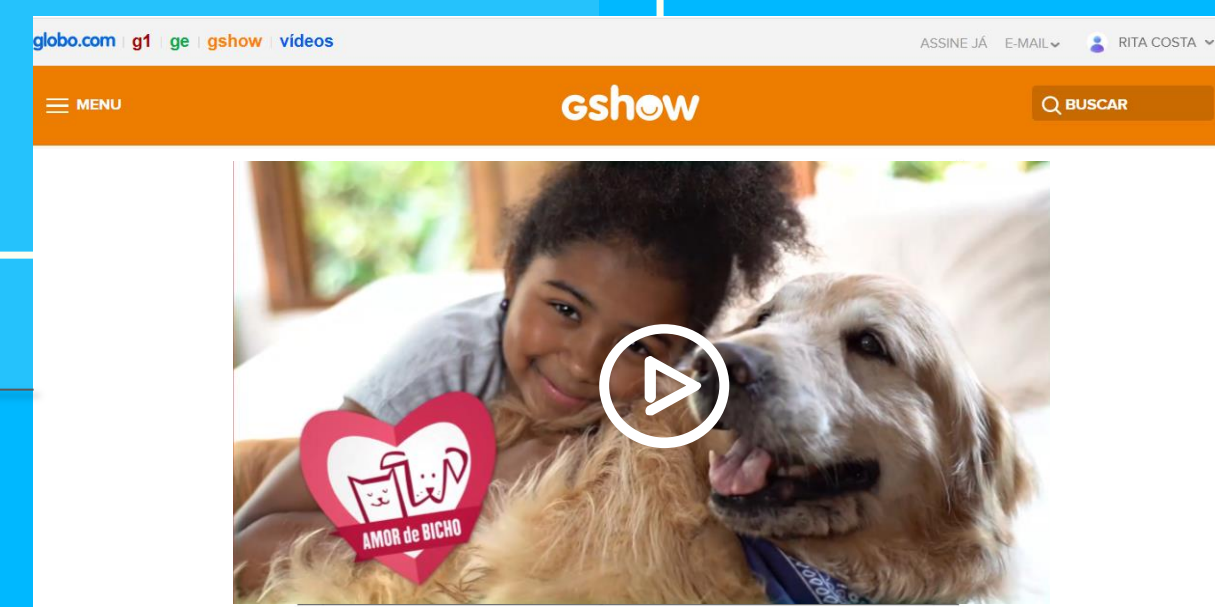 globo.com g1 ge gshow vídeos
ASSINE JÁ E-MAIL RITA COSTA
MENU gshow BUSCAR
AMOR de BICHO